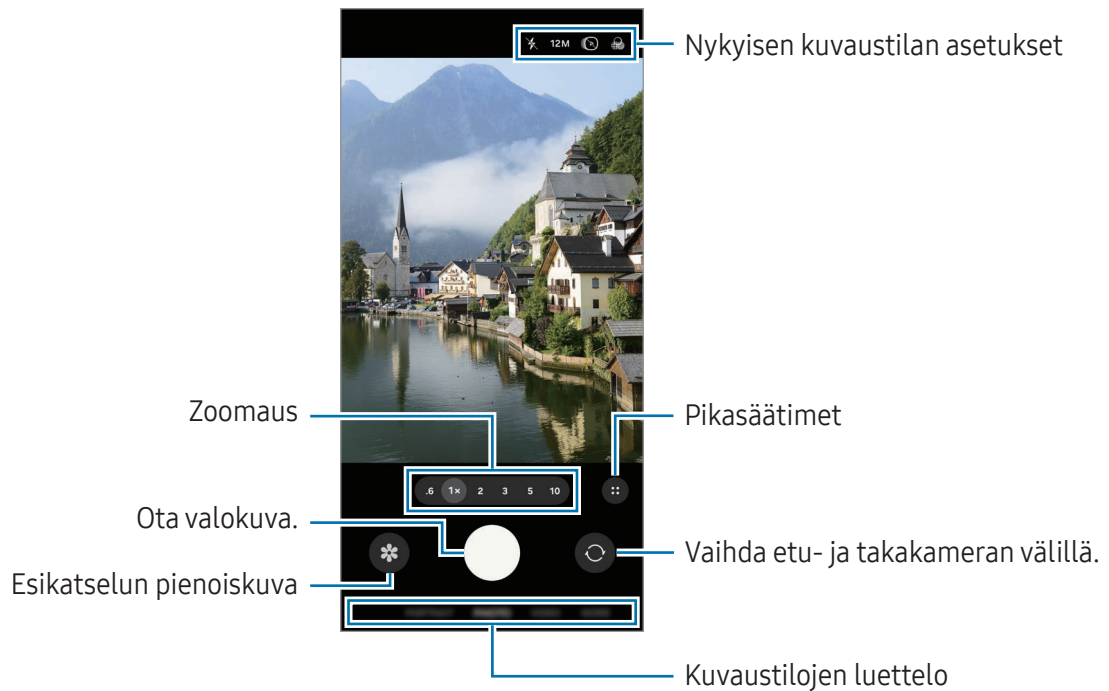 12M
Nykyisen kuvaustilan asetukset
Zoomaus
Pikasäätimet
.6 1× 2 3 5 10
Ota valokuva.
Vaihda etu- ja takakameran välillä.
Esikatselun pienoiskuva
Kuvaustilojen luettelo